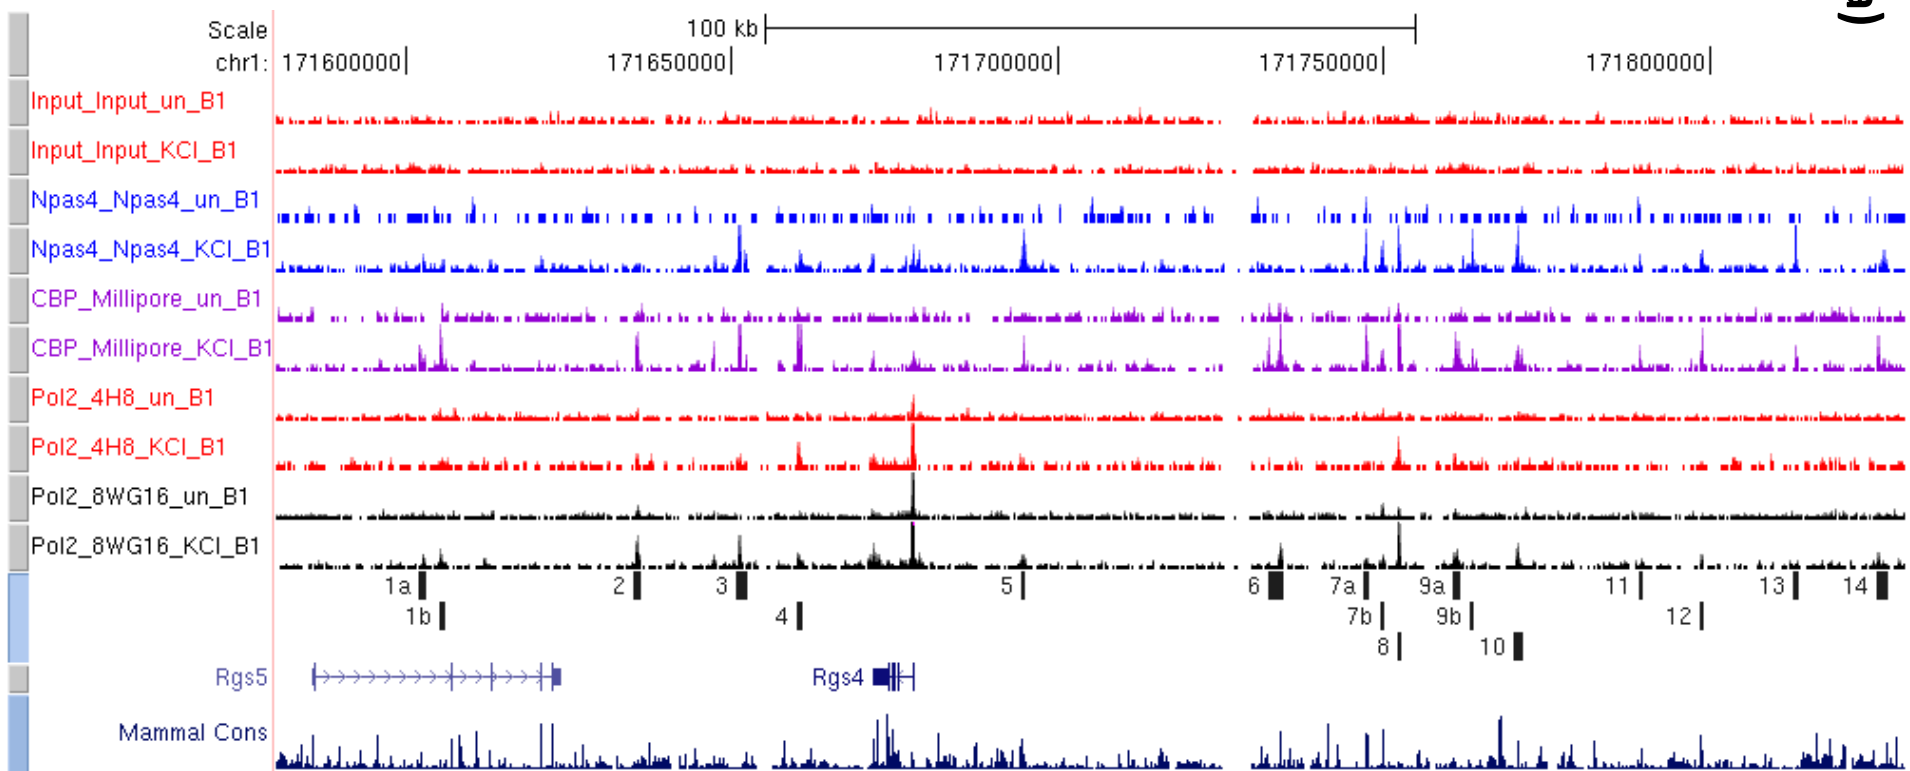 Scale 100 kb
chr1: 171600000 171650000 171700000 171750000 171800000
Input_Input_un_B1
Input_Input_KCl_B1
Npas4_Npas4_un_B1
Npas4_Npas4_KCl_B1
CBP_Millipore_un_B1
CBP_Millipore_KCl_B1
Pol2_4H8_un_B1
Pol2_4H8_KCl_B1
Pol2_8WG16_un_B1
Pol2_8WG16_KCl_B1
1a 2 3 5 6 7a 9a 11 13 14
1b 4 7b 9b 12
8 10
Rgs5 Rgs4
Mammal Cons